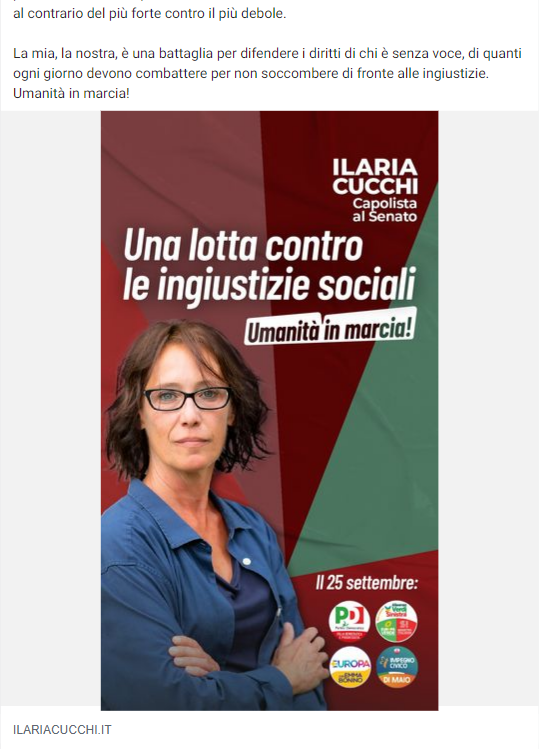 al contrario del più forte contro il più debole.
La mia, la nostra, è una battaglia per difendere i diritti di chi è senza voce, di quanti
ogni giorno devono combattere per non soccombere di fronte alle ingiustizie.
Umanità in marcia!
ILARIA
CUCCHI
Capolista
al Senato
Una lotta contro
le ingiustizie sociali
Umanità in marcia!
Il 25 settembre:
PD
Verdi
Sinistra
EUROPA
EMMA
BONINO
IMPEGNO
CIVICO
DI MAIO
ILARIACUCCHI.IT